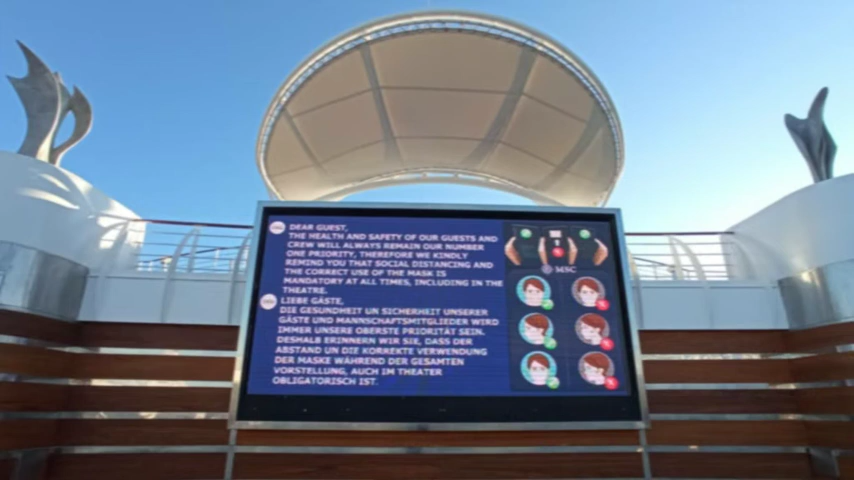 DEAR GUEST,
THE HEALTH AND SAFETY OF OUR GUESTS AND
CREW WILL ALWAYS REMAIN OUR NUMBER
ONE PRIORITY, THEREFORE WE KINDLY
REMIND YOU THAT SOCIAL DISTANCING AND
THE CORRECT USE OF THE MASK IS
MANDATORY AT ALL TIMES, INCLUDING IN THE
THEATRE.
LIEBE GÄSTE,
DIE GESUNDHEIT UN SICHERHEIT UNSERER
GÄSTE UND MANNSCHAFTSMITGLIEDER WIRD
IMMER UNSERE OBERSTE PRIORITÄT SEIN.
DESHALB ERINNERN WIR SIE, DASS DER
ABSTAND UN DIE KORREKTE VERWENDUNG
DER MASKE WÄHREND DER GESAMTEN
VORSTELLUNG, AUCH IM THEATER
OBLIGATORISCH IST.
MSC